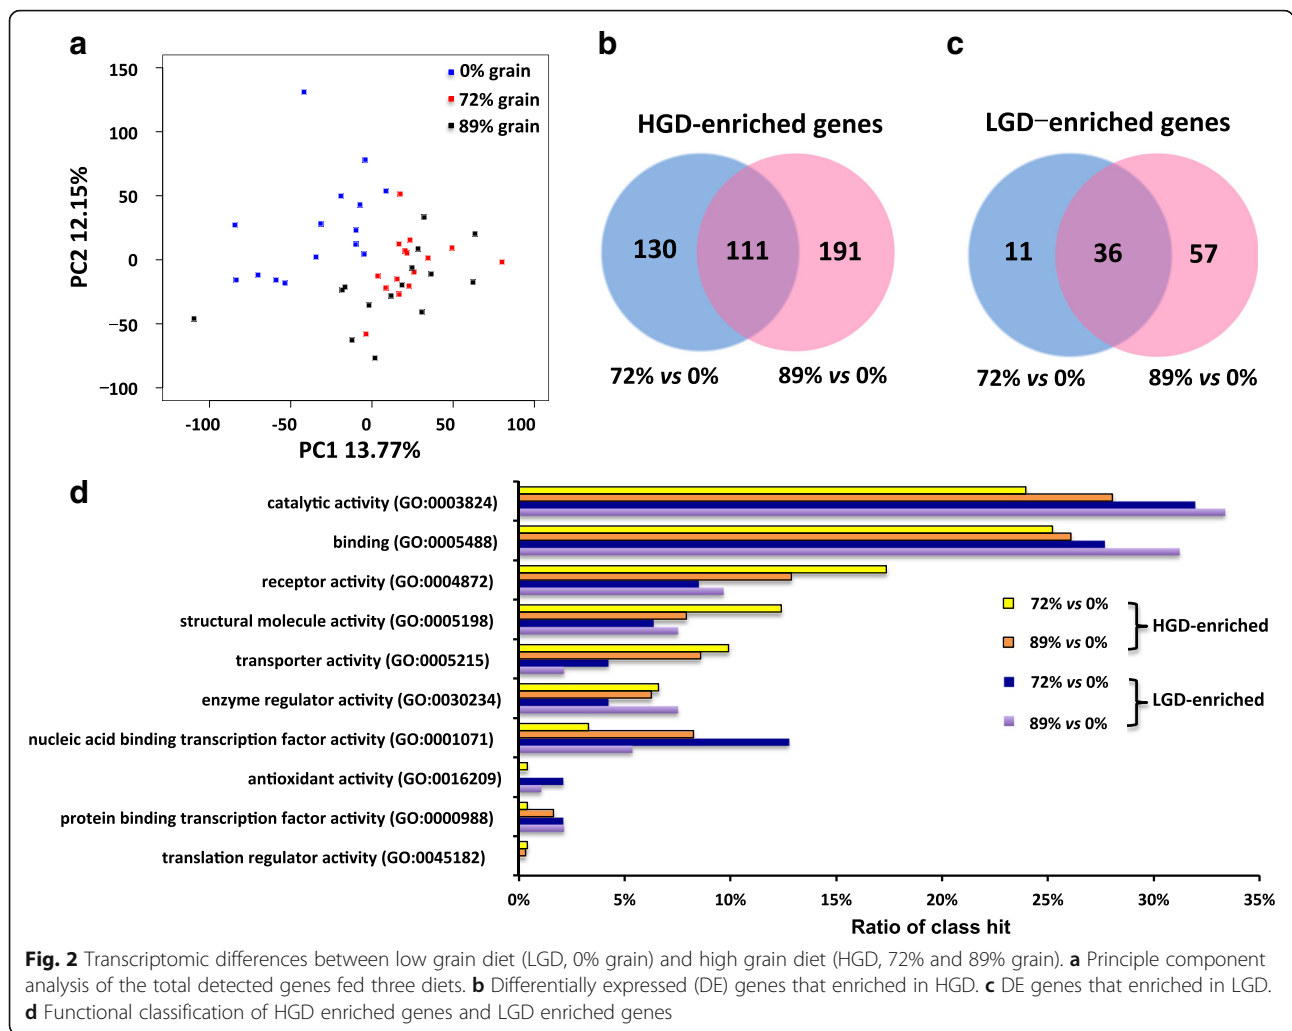 a
150
100
50
0
−50
−100
PC2 12.15%
-100 -50 0 50 100
PC1 13.77%
0% grain
72% grain
89% grain
b
HGD-enriched genes
130 111 191
72% vs 0% 89% vs 0%
c
LGD−enriched genes
11 36 57
72% vs 0% 89% vs 0%
d
catalytic activity (GO:0003824)
binding (GO:0005488)
receptor activity (GO:0004872)
structural molecule activity (GO:0005198)
transporter activity (GO:0005215)
enzyme regulator activity (GO:0030234)
nucleic acid binding transcription factor activity (GO:0001071)
antioxidant activity (GO:0016209)
protein binding transcription factor activity (GO:0000988)
translation regulator activity (GO:0045182)
72% vs 0%
89% vs 0%
HGD-enriched
72% vs 0%
89% vs 0%
LGD-enriched
0% 5% 10% 15% 20% 25% 30% 35%
Ratio of class hit
Fig. 2 Transcriptomic differences between low grain diet (LGD, 0% grain) and high grain diet (HGD, 72% and 89% grain). a Principle component
analysis of the total detected genes fed three diets. b Differentially expressed (DE) genes that enriched in HGD. c DE genes that enriched in LGD.
d Functional classification of HGD enriched genes and LGD enriched genes